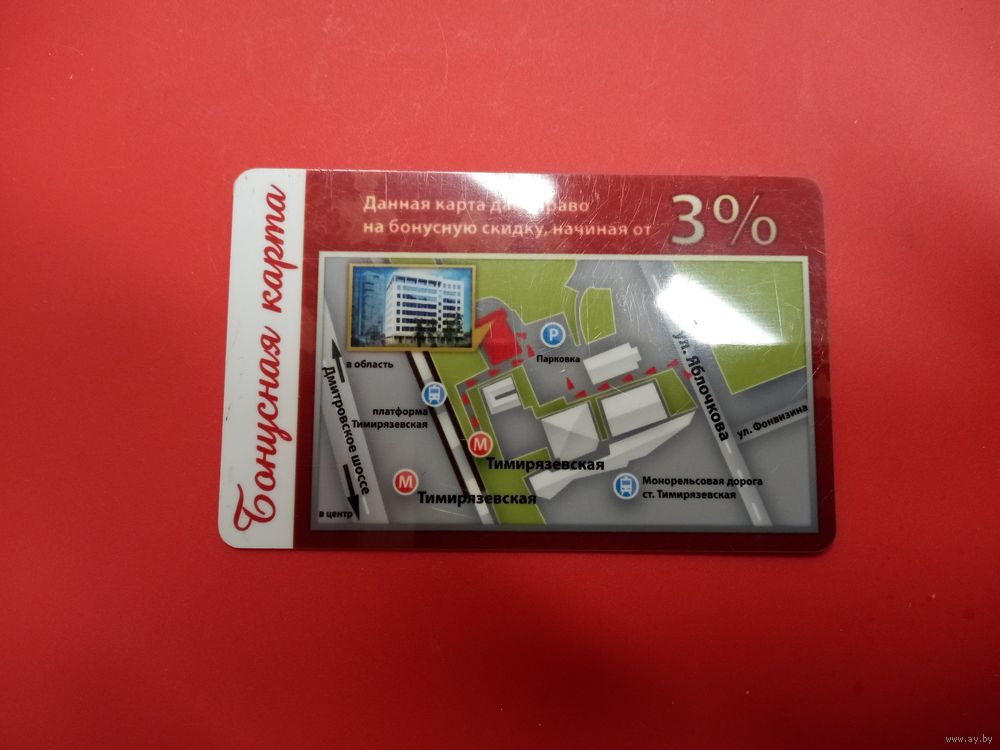 Бонусная карта
Данная карта даёт право
на бонусную скидку, начиная от
3%
P
Парковка
в область
Дмитровское шоссе
платформа
Тимирязевская
ул. Яблочкова
ул. Фонвизина
М
Тимирязевская
М
Тимирязевская
Монорельсовая дорога
ст. Тимирязевская
в центр
www.ay.by